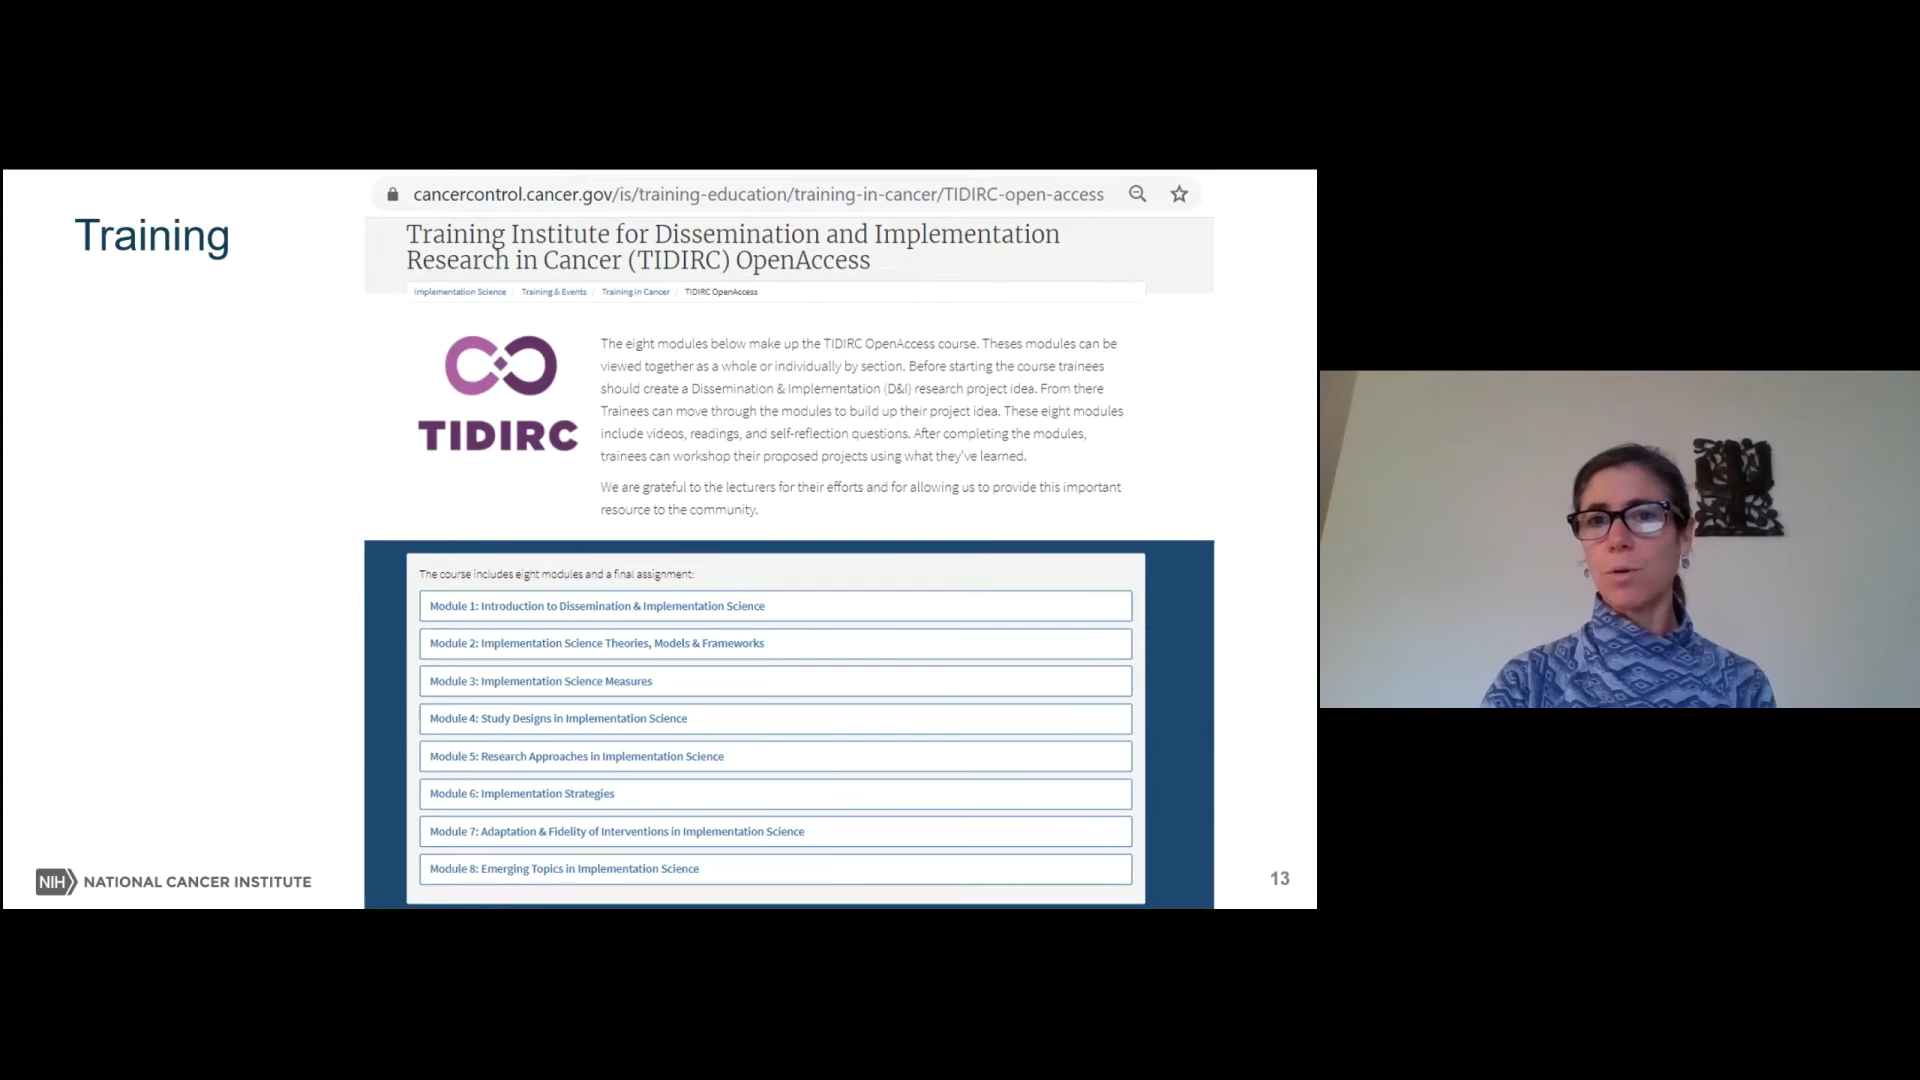 Training
cancercontrol.cancer.gov/is/training-education/training-in-cancer/TIDIRC-open-access
Training Institute for Dissemination and Implementation
Research in Cancer (TIDIRC) OpenAccess
Implementation Science / Training & Events / Training in Cancer / TIDIRC OpenAccess
TIDIRC
The eight modules below make up the TIDIRC OpenAccess course. Theses modules can be
viewed together as a whole or individually by section. Before starting the course trainees
should create a Dissemination & Implementation (D&I) research project idea. From there
Trainees can move through the modules to build up their project idea. These eight modules
include videos, readings, and self-reflection questions. After completing the modules,
trainees can workshop their proposed projects using what they've learned.
We are grateful to the lecturers for their efforts and for allowing us to provide this important
resource to the community.
The course includes eight modules and a final assignment:
Module 1: Introduction to Dissemination & Implementation Science
Module 2: Implementation Science Theories, Models & Frameworks
Module 3: Implementation Science Measures
Module 4: Study Designs in Implementation Science
Module 5: Research Approaches in Implementation Science
Module 6: Implementation Strategies
Module 7: Adaptation & Fidelity of Interventions in Implementation Science
Module 8: Emerging Topics in Implementation Science
NIH NATIONAL CANCER INSTITUTE
13